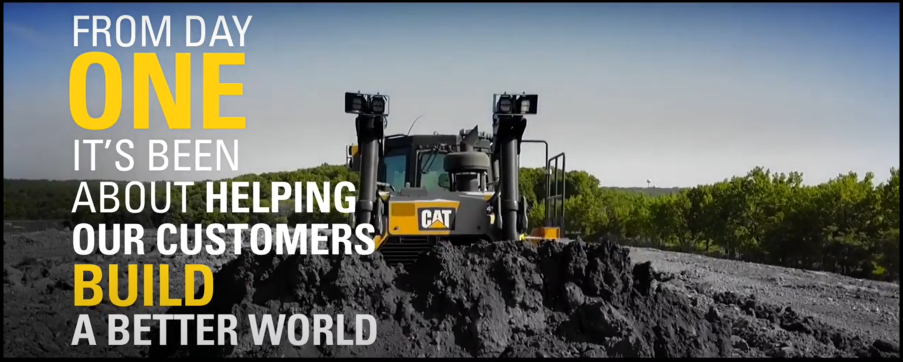 FROM DAY
ONE
IT'S BEEN
ABOUT HELPING
OUR CUSTOMERS
BUILD
A BETTER WORLD
CAT